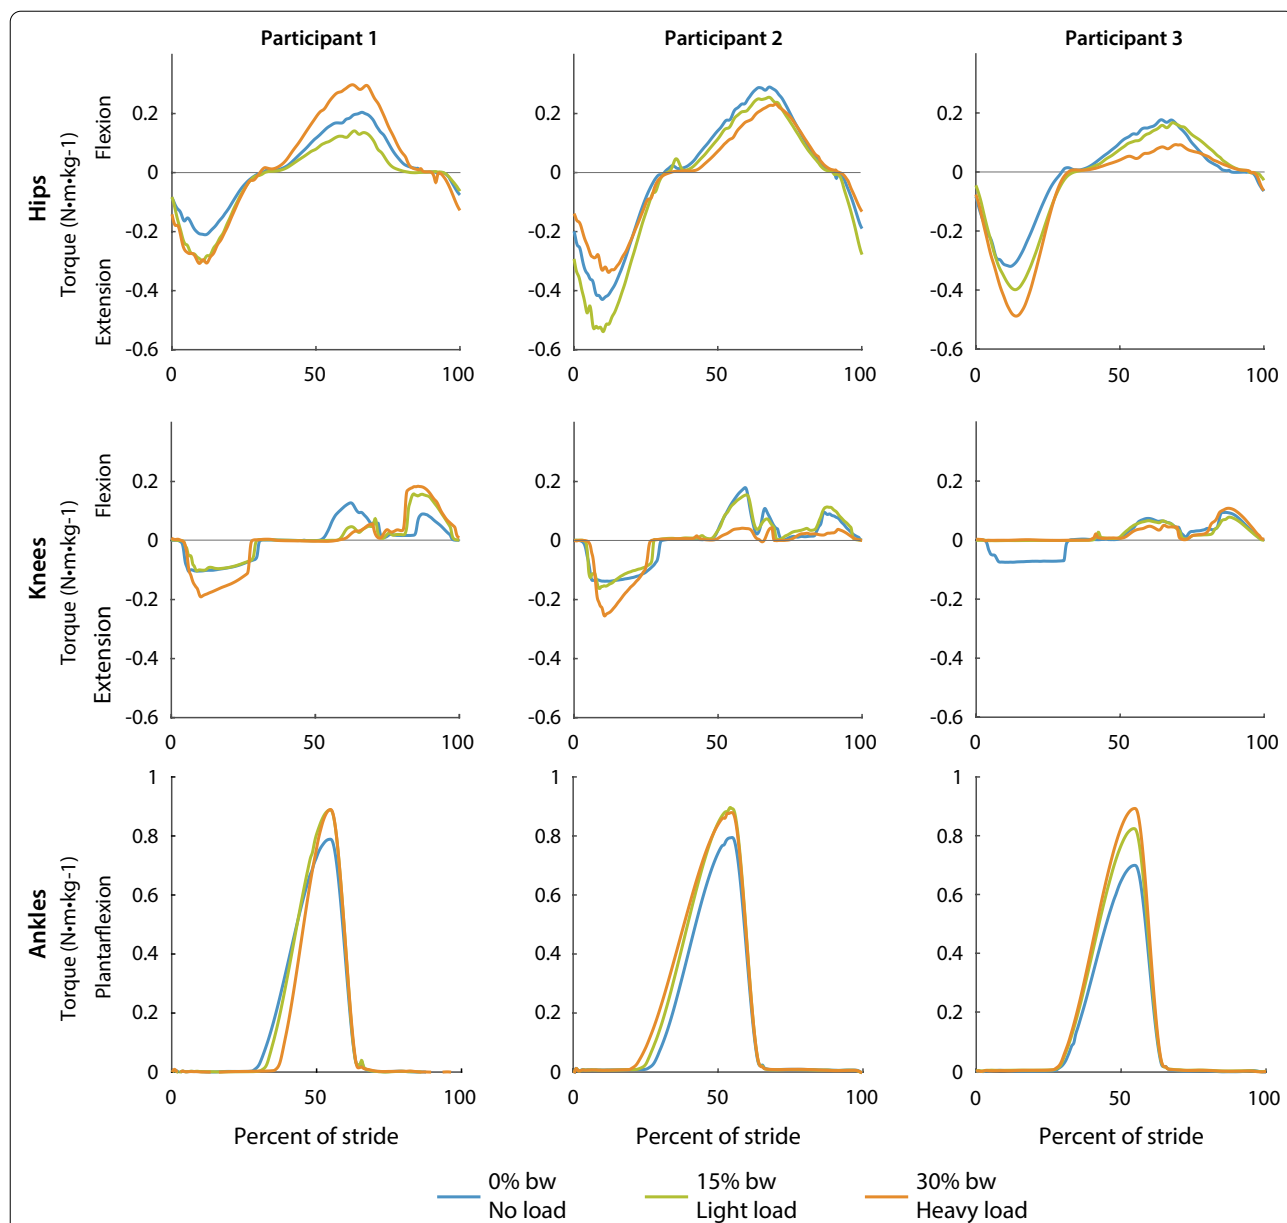 Participant 1 Participant 2 Participant 3
Hips
Torque (N•m•kg-1)
Extension Flexion
0.2 0.2 0.2
0 0 0
-0.2 -0.2 -0.2
-0.4 -0.4 -0.4
-0.6 -0.6 -0.6
0 50 100 0 50 100 0 50 100
Knees
Torque (N•m•kg-1)
Extension Flexion
0.2 0.2 0.2
0 0 0
-0.2 -0.2 -0.2
-0.4 -0.4 -0.4
-0.6 -0.6 -0.6
0 50 100 0 50 100 0 50 100
Ankles
Torque (N•m•kg-1)
Plantarflexion
1 1 1
0.8 0.8 0.8
0.6 0.6 0.6
0.4 0.4 0.4
0.2 0.2 0.2
0 0 0
0 50 100 0 50 100 0 50 100
Percent of stride Percent of stride Percent of stride
0% bw 15% bw 30% bw
No load Light load Heavy load